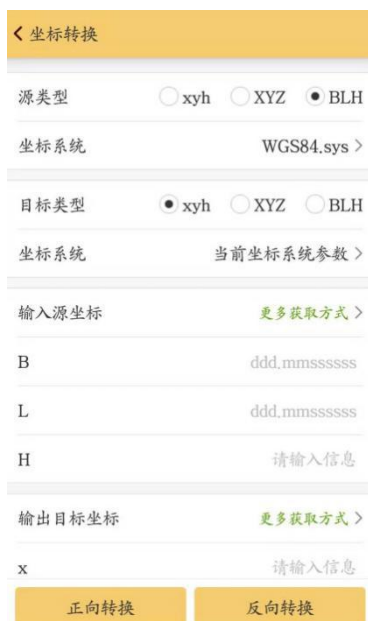 坐标转换
源类型 xyh XYZ BLH
坐标系统 WGS84.sys >
目标类型 xyh XYZ BLH
坐标系统 当前坐标系统参数 >
输入源坐标 更多获取方式 >
B ddd.mmssssss
L ddd.mmssssss
H 请输入信息
输出目标坐标 更多获取方式 >
x 请输入信息
正向转换 反向转换